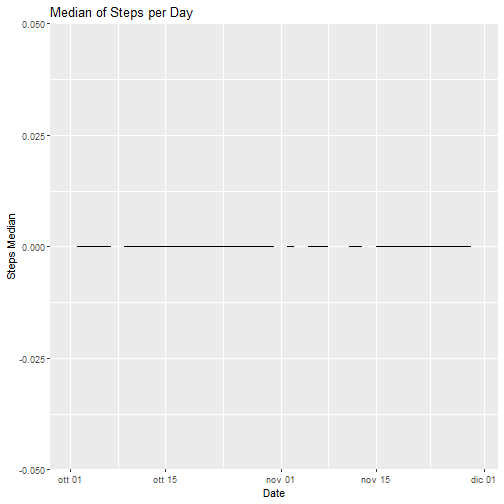 Median of Steps per Day
0.050
0.025
0.000
-0.025
-0.050
Steps Median
ott 01
ott 15
nov 01
nov 15
dic 01
Date